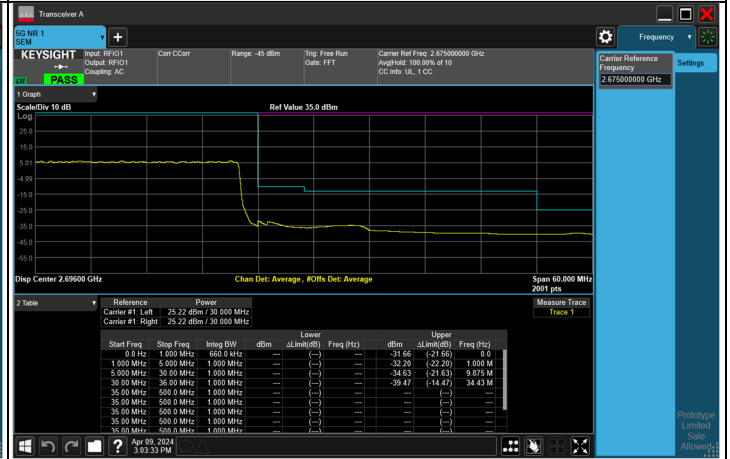 Transceiver A
5G NR 1
SEM
Frequency
KEYSIGHT
Input: RFIO1
Output: RFIO1
Coupling: AC
Corr CCorr
Range: -45 dBm
Trig: Free Run
Gate: FFT
Carrier Ref Freq: 2.675000000 GHz
Avg|Hold: 100.00% of 10
CC Info: UL, 1 CC
LXI
PASS
Carrier Reference
Frequency
2.675000000 GHz
Settings
1 Graph
Scale/Div 10 dB
Ref Value 35.0 dBm
Log
25.0
15.0
5.01
-4.99
-15.0
-25.0
-35.0
-45.0
-55.0
Disp Center 2.69600 GHz
Chan Det: Average, #Offs Det: Average
Span 60.000 MHz
2001 pts
2 Table
Reference Power
Carrier #1: Left 25.22 dBm / 30.000 MHz
Carrier #1: Right 25.22 dBm / 30.000 MHz
Measure Trace
Trace 1
Lower Upper
Start Freq Stop Freq Integ BW dBm ΔLimit(dB) Freq (Hz) dBm ΔLimit(dB) Freq (Hz)
0.0 Hz 1.000 MHz 660.0 kHz --- (---) --- -31.66 (-21.66) 0.0
1.000 MHz 5.000 MHz 1.000 MHz --- (---) --- -32.20 (-22.20) 1.000 M
5.000 MHz 30.00 MHz 1.000 MHz --- (---) --- -34.63 (-21.63) 9.875 M
30.00 MHz 36.00 MHz 1.000 MHz --- (---) --- -39.47 (-14.47) 34.43 M
35.00 MHz 500.0 MHz 1.000 MHz --- (---) --- --- (---) ---
35.00 MHz 500.0 MHz 1.000 MHz --- (---) --- --- (---) ---
35.00 MHz 500.0 MHz 1.000 MHz --- (---) --- --- (---) ---
35.00 MHz 500.0 MHz 1.000 MHz --- (---) --- --- (---) ---
35.00 MHz 500.0 MHz 1.000 MHz --- (---) --- --- (---) ---
Prototype
Limited
Sale
Allowed
Apr 09, 2024
3:03:33 PM